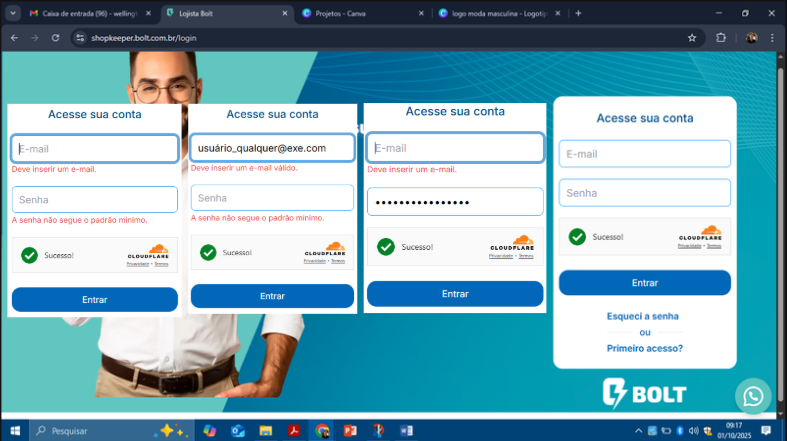 Caixa de entrada (96) - welling
Lojista Bolt
Projetos - Canva
logo moda masculina - Logotip
shopkeeper.bolt.com.br/login
Acesse sua conta
E-mail
Deve inserir um e-mail.
Senha
A senha não segue o padrão mínimo.
Sucesso!
CLOUDFLARE
Privacidade • Termos
Entrar
Acesse sua conta
usuário_qualquer@exe.com
Deve inserir um e-mail válido.
Senha
A senha não segue o padrão mínimo.
Sucesso!
CLOUDFLARE
Privacidade • Termos
Entrar
Acesse sua conta
E-mail
Deve inserir um e-mail.
••••••••••••••••
Sucesso!
CLOUDFLARE
Privacidade • Termos
Entrar
Acesse sua conta
E-mail
Senha
Sucesso!
CLOUDFLARE
Privacidade • Termos
Entrar
Esqueci a senha
ou
Primeiro acesso?
BOLT
Pesquisar
09:17
01/10/2025